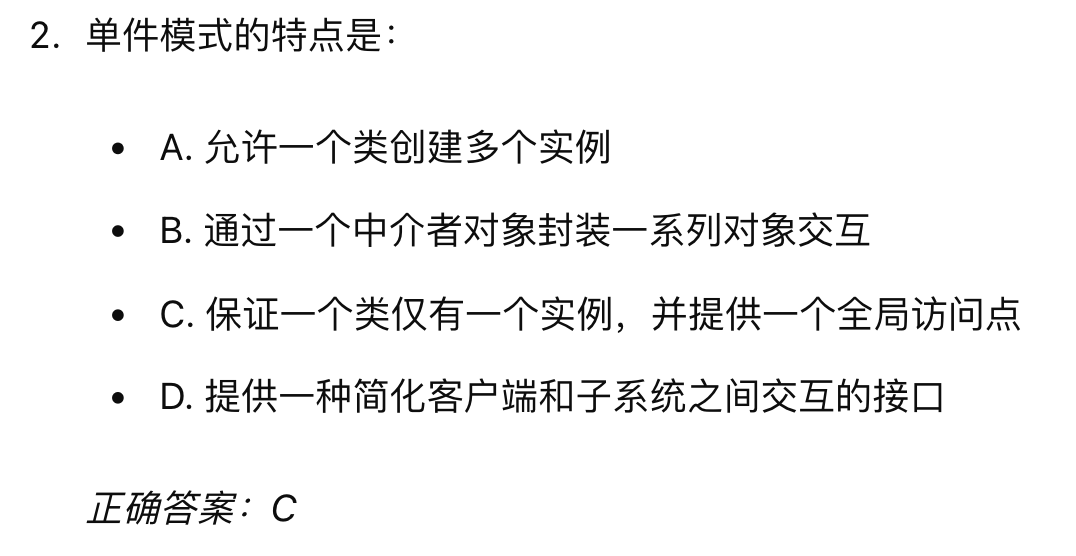 2. 单件模式的特点是：
• A. 允许一个类创建多个实例
• B. 通过一个中介者对象封装一系列对象交互
• C. 保证一个类仅有一个实例，并提供一个全局访问点
• D. 提供一种简化客户端和子系统之间交互的接口
正确答案：C